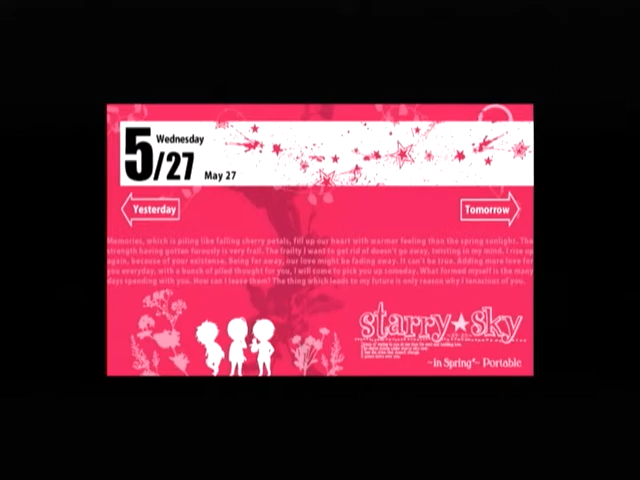 5/27
Wednesday
May 27
Yesterday
Tomorrow
Memories, which is piling like falling cherry petals, fill up our heart with warmer feeling than the spring sunlight. The
strength having gotten furiously is very frail. The frailty I want to get rid of doesn't go away, twisting in my mind. I rise up
again, because of your existence. Being far away, our love might be fading away. It can't be true. Adding more love for
you everyday, with a bunch of piled thought for you, I will come to pick you up someday. What formed myself is the many
days spending with you. How can I leave them? The thing which leads to my future is only reason why I tenacious of you.
starry★sky
~in Spring~ Portable